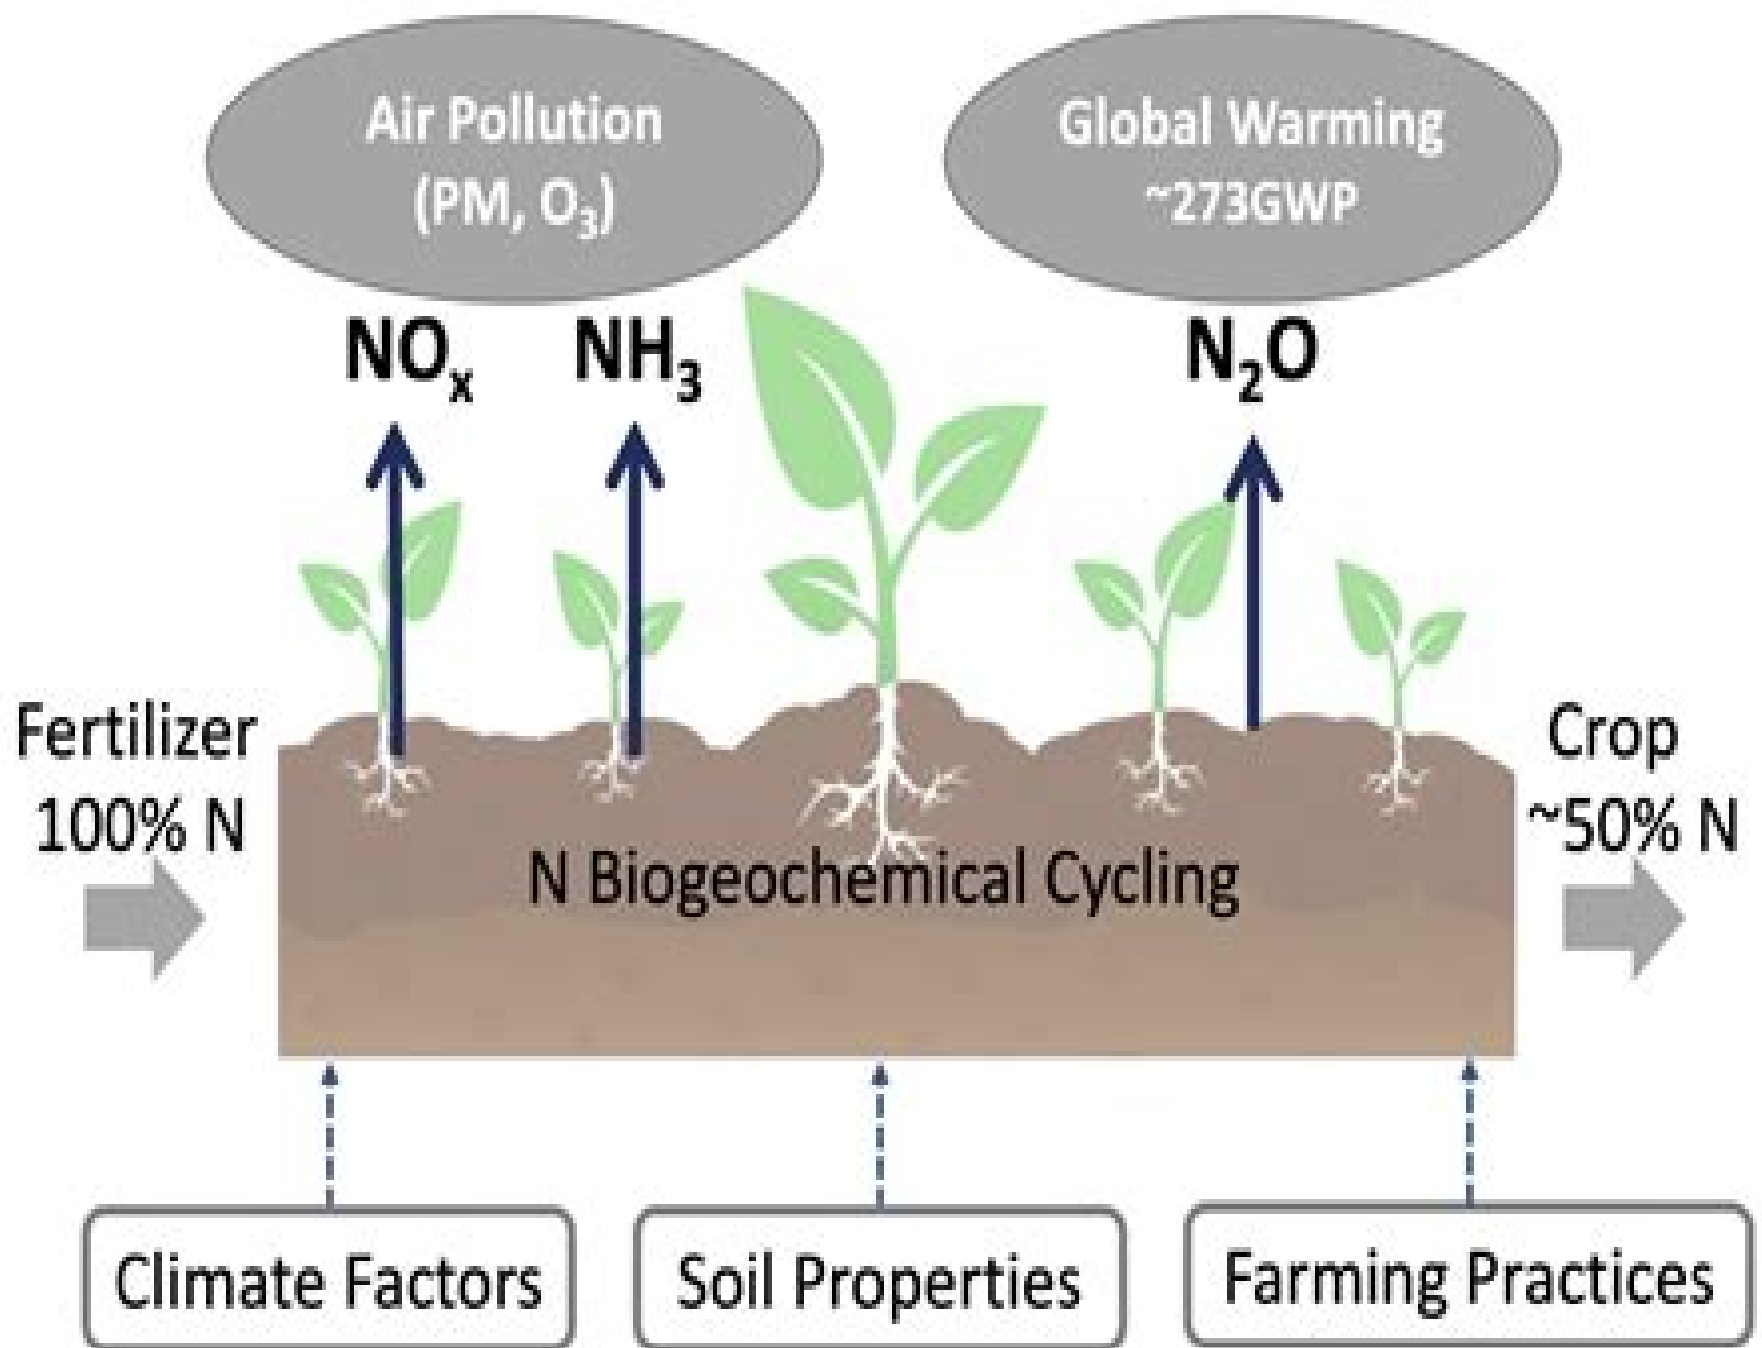 Air Pollution
(PM, O₃)
Global Warming
~273GWP
NOₓ
NH₃
N₂O
Fertilizer
100% N
Crop
~50% N
N Biogeochemical Cycling
Climate Factors
Soil Properties
Farming Practices